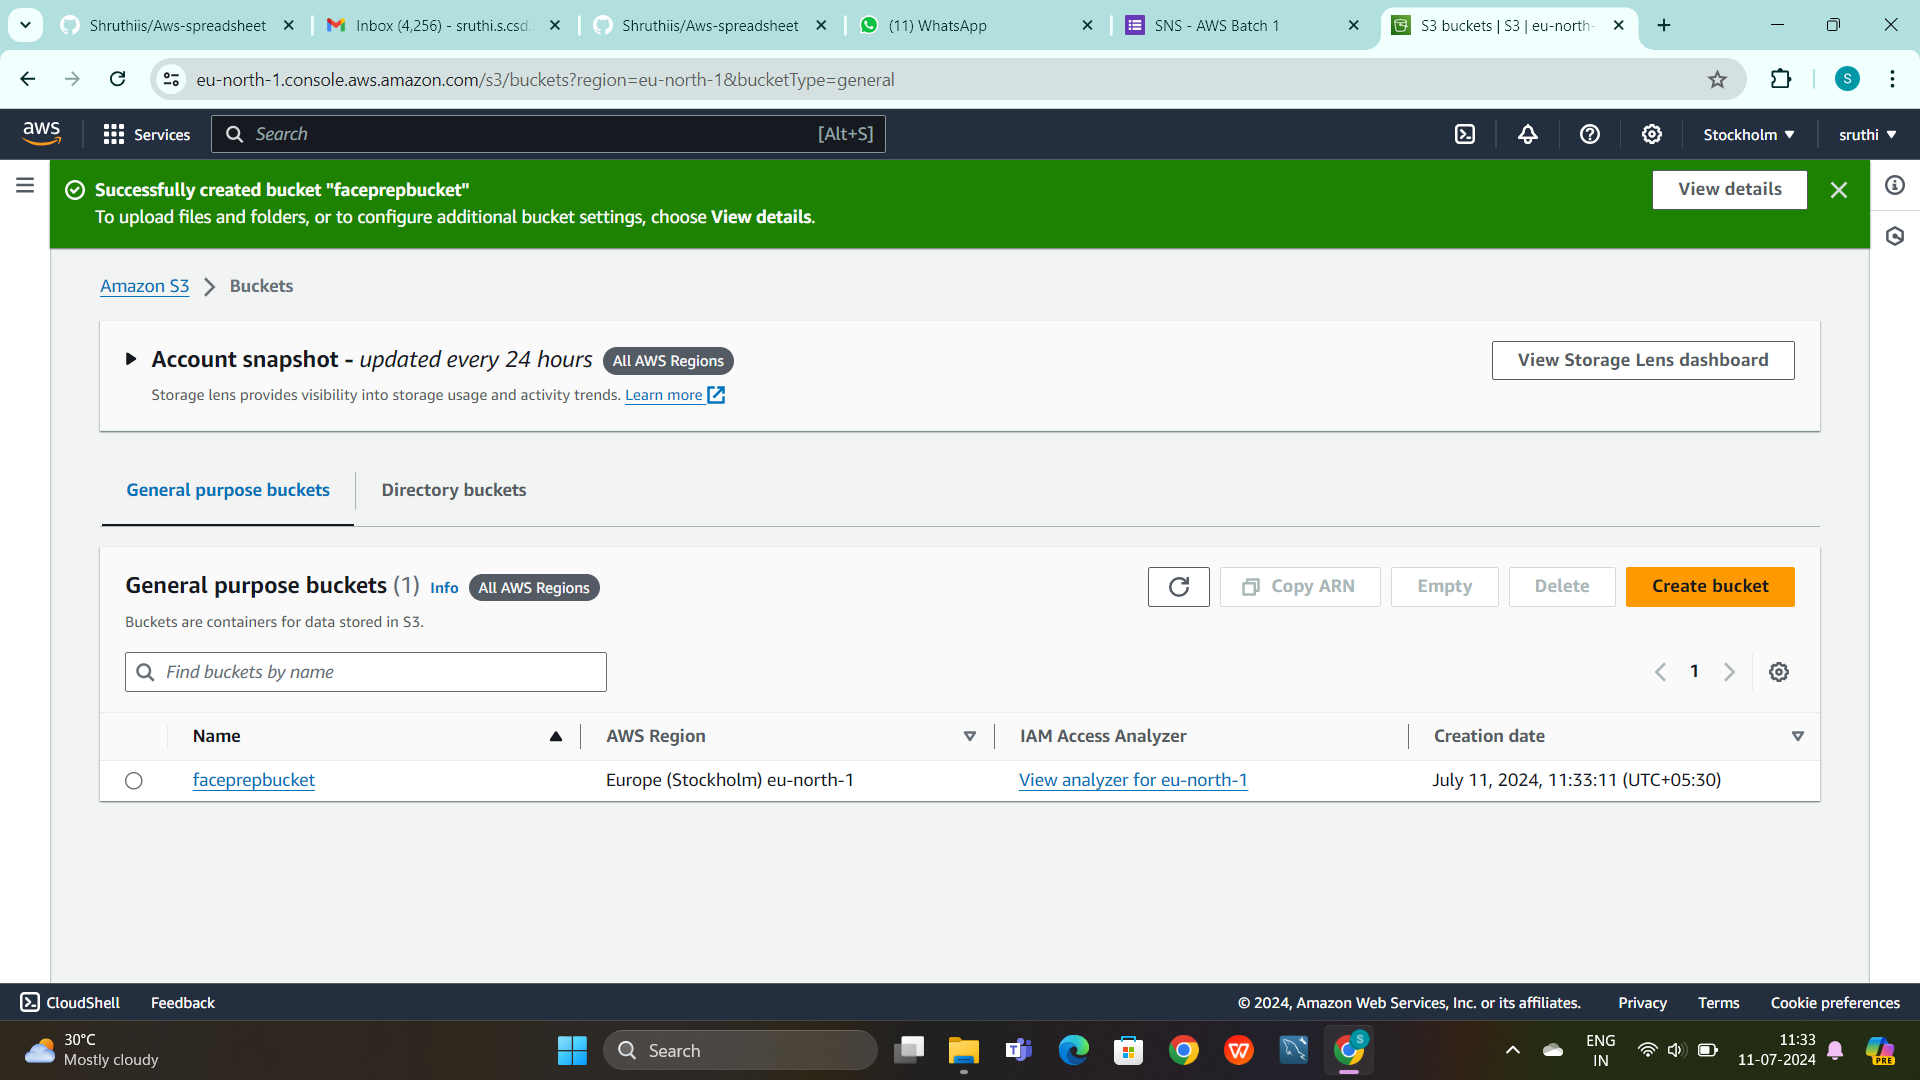 Shruthiis/Aws-spreadsheet
Inbox (4,256) - sruthi.s.csd
Shruthiis/Aws-spreadsheet
(11) WhatsApp
SNS - AWS Batch 1
S3 buckets | S3 | eu-north-
eu-north-1.console.aws.amazon.com/s3/buckets?region=eu-north-1&bucketType=general
S
aws
Services
Search
[Alt+S]
Stockholm
sruthi
Successfully created bucket "faceprepbucket"
To upload files and folders, or to configure additional bucket settings, choose View details.
View details
Amazon S3
Buckets
Account snapshot - updated every 24 hours
All AWS Regions
Storage lens provides visibility into storage usage and activity trends. Learn more
View Storage Lens dashboard
General purpose buckets
Directory buckets
General purpose buckets (1)
Info
All AWS Regions
Buckets are containers for data stored in S3.
Copy ARN
Empty
Delete
Create bucket
Find buckets by name
1
Name
AWS Region
IAM Access Analyzer
Creation date
faceprepbucket
Europe (Stockholm) eu-north-1
View analyzer for eu-north-1
July 11, 2024, 11:33:11 (UTC+05:30)
CloudShell
Feedback
© 2024, Amazon Web Services, Inc. or its affiliates.
Privacy
Terms
Cookie preferences
30°C
Mostly cloudy
Search
S
ENG
IN
11:33
11-07-2024
PRE